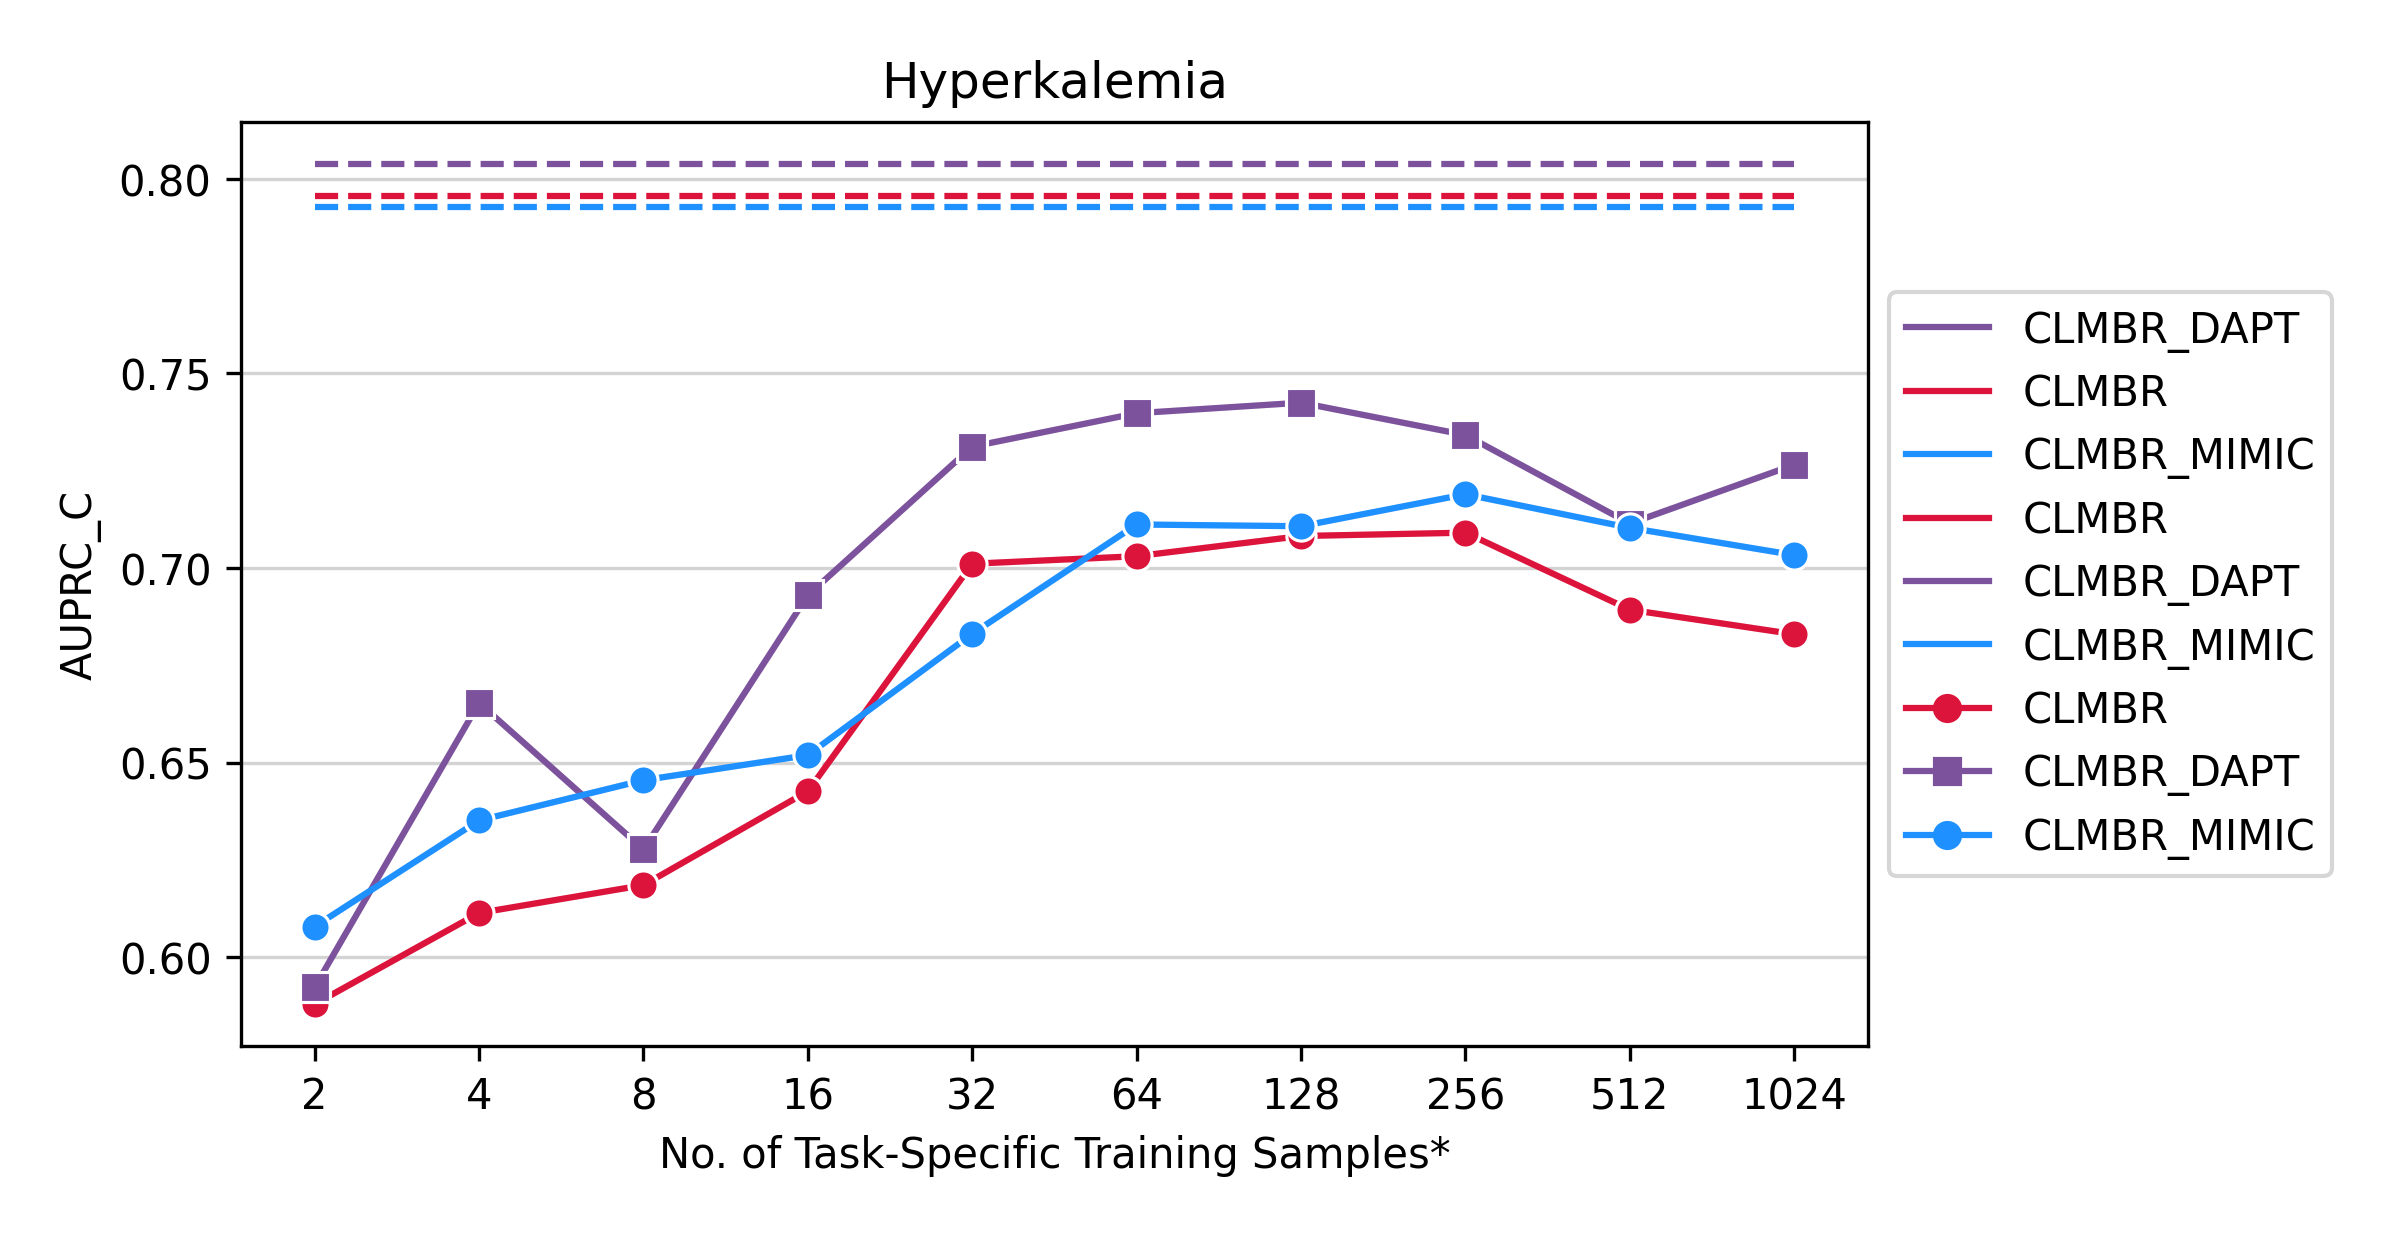 Hyperkalemia
0.80
0.75
0.70
0.65
0.60
AUPRC_C
2 4 8 16 32 64 128 256 512 1024
No. of Task-Specific Training Samples*
CLMBR_DAPT
CLMBR
CLMBR_MIMIC
CLMBR
CLMBR_DAPT
CLMBR_MIMIC
CLMBR
CLMBR_DAPT
CLMBR_MIMIC